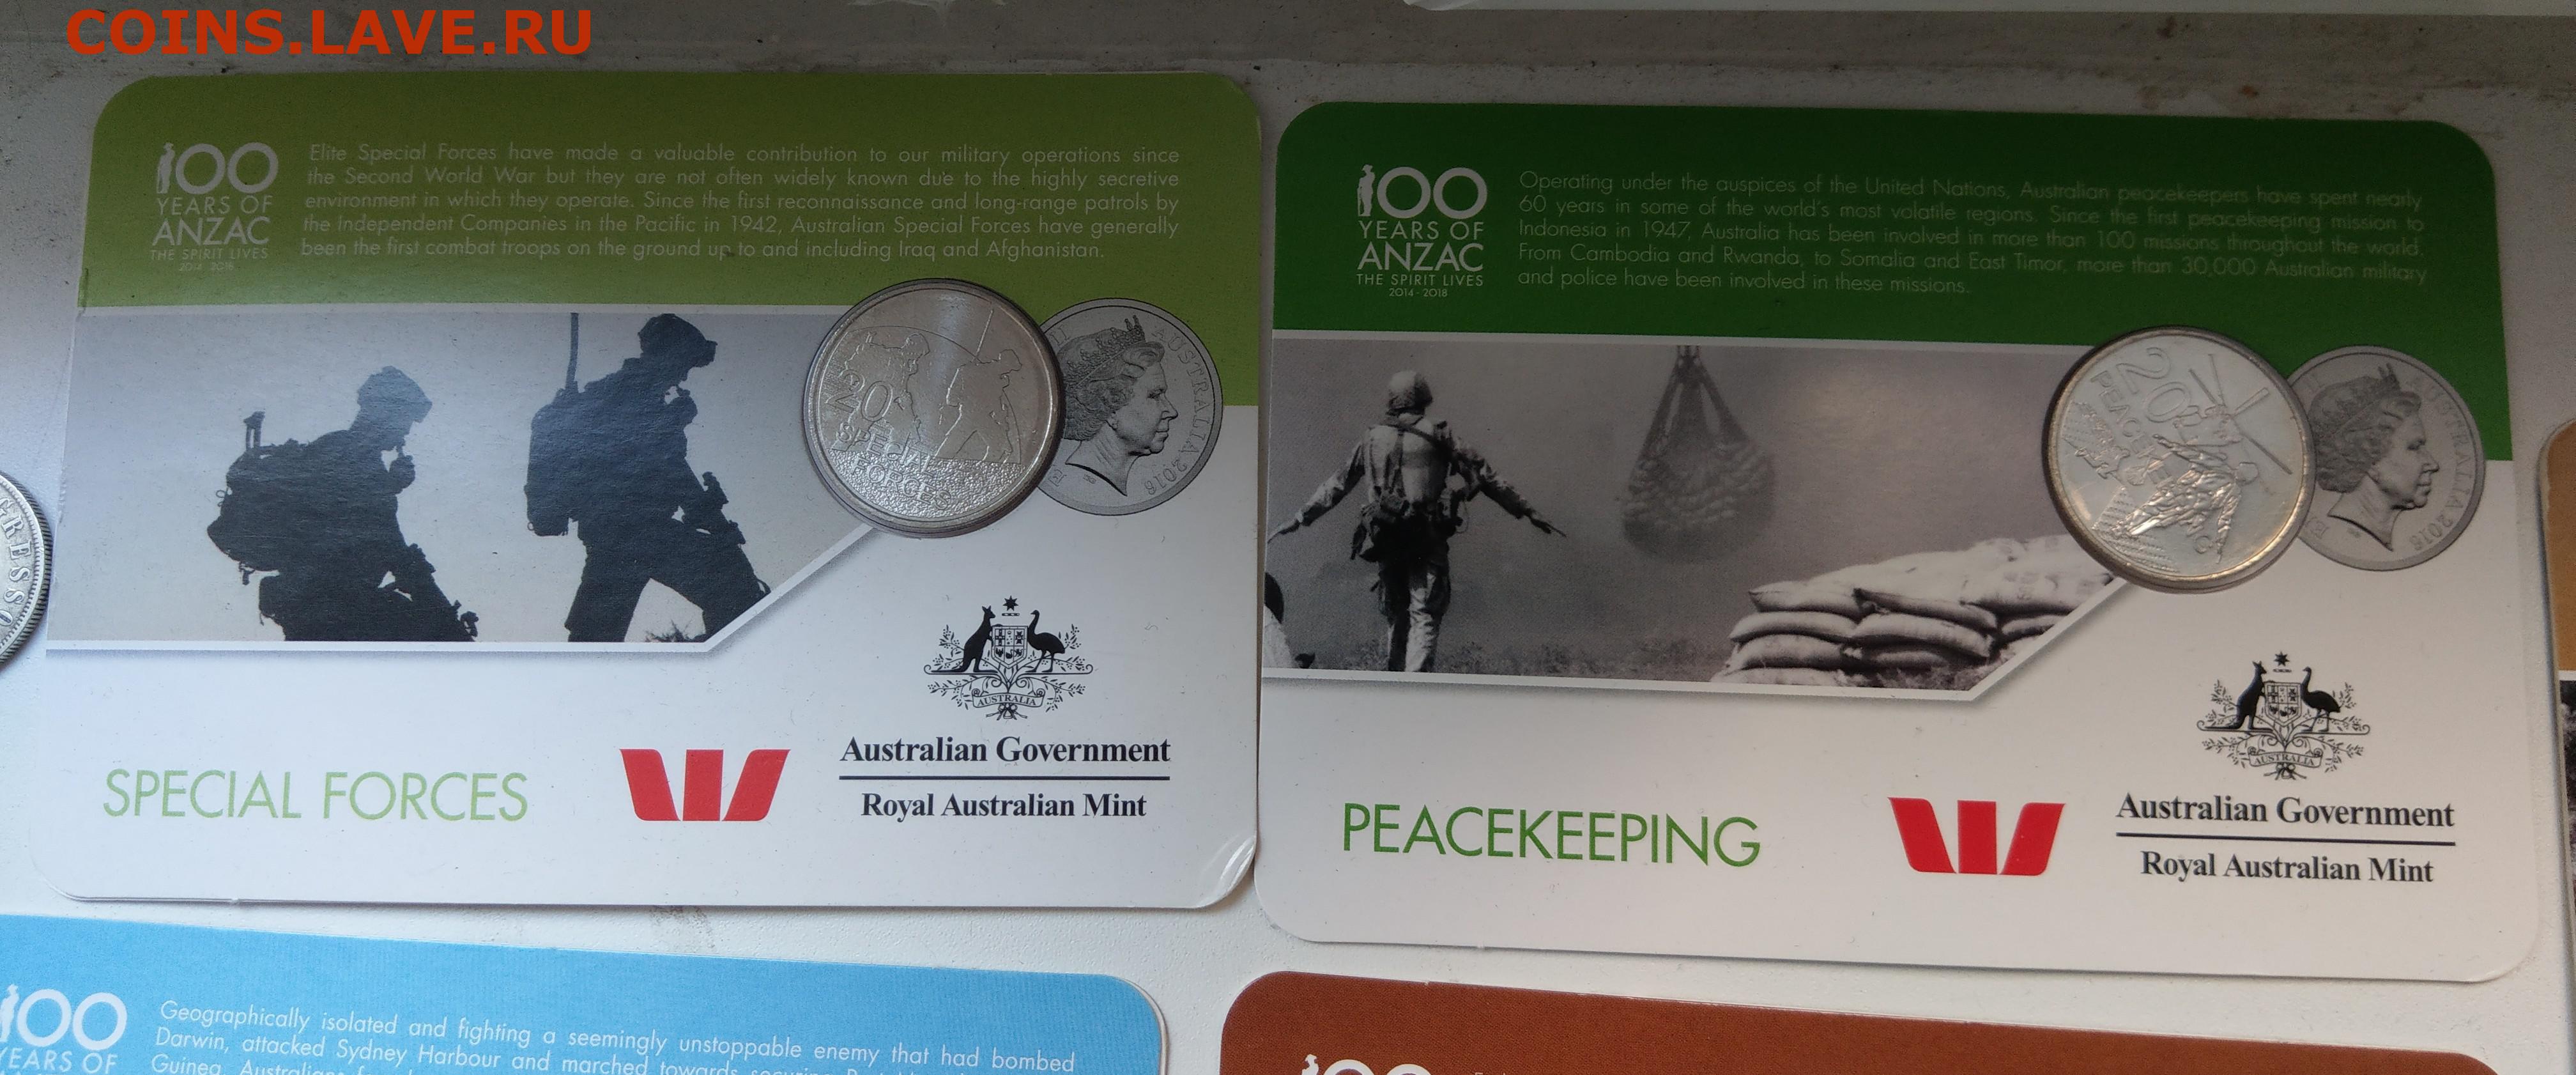 COINS.LAVE.RU
100
YEARS OF
ANZAC
THE SPIRIT LIVES
2014 - 2018
Elite Special Forces have made a valuable contribution to our military operations since
the Second World War but they are not often widely known due to the highly secretive
environment in which they operate. Since the first reconnaissance and long-range patrols by
the Independent Companies in the Pacific in 1942, Australian Special Forces have generally
been the first combat troops on the ground up to and including Iraq and Afghanistan.
20
SPECIAL
FORCES
AUSTRALIA 2016
AUSTRALIA
SPECIAL FORCES
Australian Government
Royal Australian Mint
100
YEARS OF
ANZAC
THE SPIRIT LIVES
2014 - 2018
Operating under the auspices of the United Nations, Australian peacekeepers have spent nearly
60 years in some of the world's most volatile regions. Since the first peacekeeping mission to
Indonesia in 1947, Australia has been involved in more than 100 missions throughout the world.
From Cambodia and Rwanda, to Somalia and East Timor, more than 30,000 Australian military
and police have been involved in these missions.
20
AUSTRALIA 2016
AUSTRALIA
PEACEKEEPING
Australian Government
Royal Australian Mint
100
YEARS OF
Geographically isolated and fighting a seemingly unstoppable enemy that had bombed
Darwin, attacked Sydney Harbour and marched towards securing
100